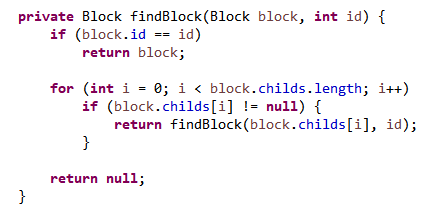 private Block findBlock(Block block, int id) {
    if (block.id == id)
        return block;

    for (int i = 0; i < block.childs.length; i++)
        if (block.childs[i] != null) {
            return findBlock(block.childs[i], id);
        }

    return null;
}